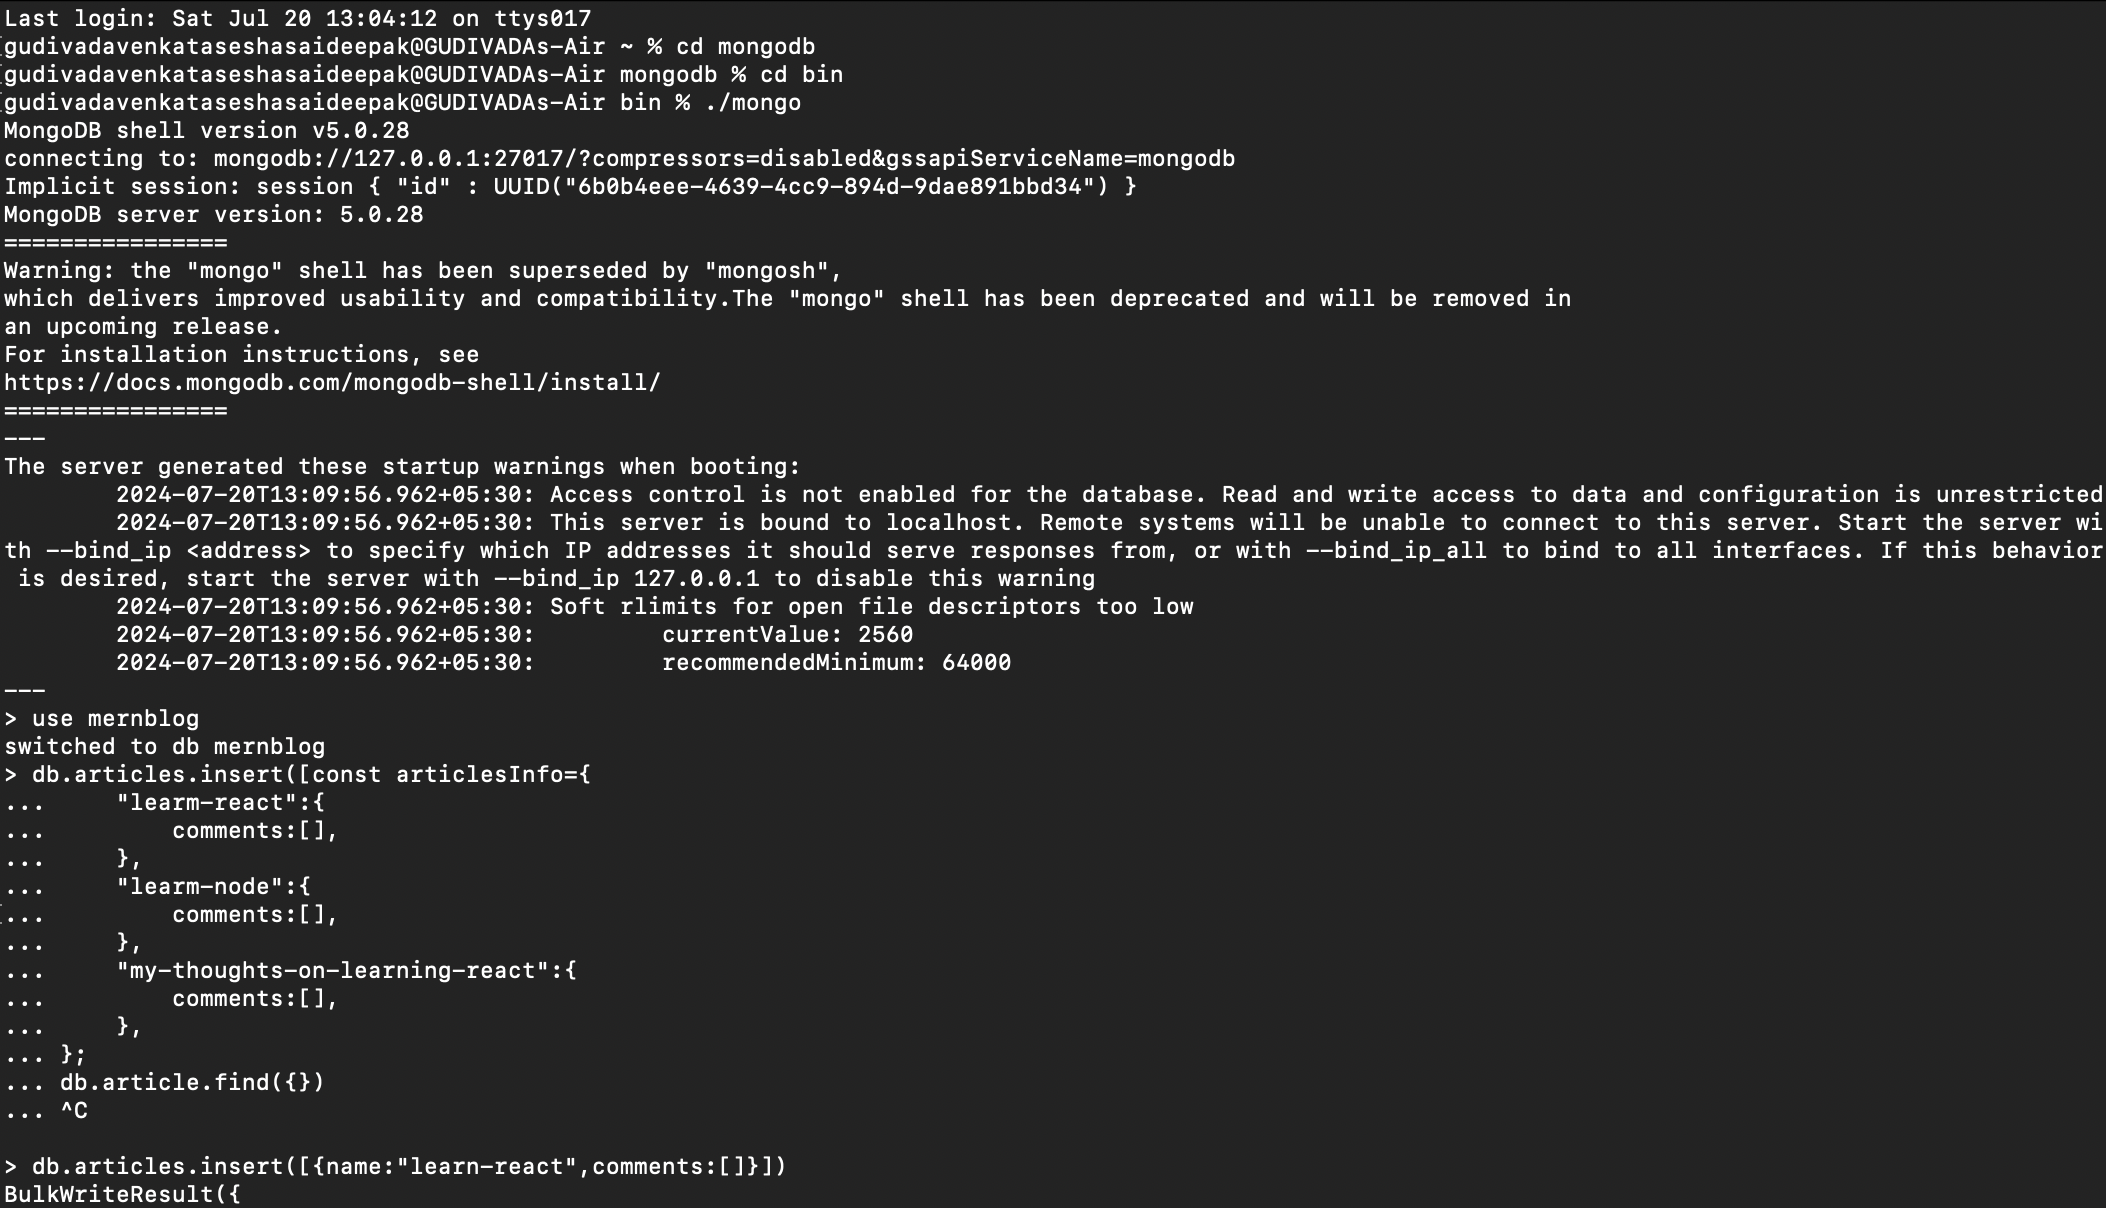 Last login: Sat Jul 20 13:04:12 on ttys017
gudivadavenkataseshasaideepak@GUDIVADAs-Air ~ % cd mongodb
gudivadavenkataseshasaideepak@GUDIVADAs-Air mongodb % cd bin
gudivadavenkataseshasaideepak@GUDIVADAs-Air bin % ./mongo
MongoDB shell version v5.0.28
connecting to: mongodb://127.0.0.1:27017/?compressors=disabled&gssapiServiceName=mongodb
Implicit session: session { "id" : UUID("6b0b4eee-4639-4cc9-894d-9dae891bbd34") }
MongoDB server version: 5.0.28
================
Warning: the "mongo" shell has been superseded by "mongosh",
which delivers improved usability and compatibility.The "mongo" shell has been deprecated and will be removed in
an upcoming release.
For installation instructions, see
https://docs.mongodb.com/mongodb-shell/install/
================
---
The server generated these startup warnings when booting:
        2024-07-20T13:09:56.962+05:30: Access control is not enabled for the database. Read and write access to data and configuration is unrestricted
        2024-07-20T13:09:56.962+05:30: This server is bound to localhost. Remote systems will be unable to connect to this server. Start the server wi
th --bind_ip <address> to specify which IP addresses it should serve responses from, or with --bind_ip_all to bind to all interfaces. If this behavior
 is desired, start the server with --bind_ip 127.0.0.1 to disable this warning
        2024-07-20T13:09:56.962+05:30: Soft rlimits for open file descriptors too low
        2024-07-20T13:09:56.962+05:30:         currentValue: 2560
        2024-07-20T13:09:56.962+05:30:         recommendedMinimum: 64000
---
> use mernblog
switched to db mernblog
> db.articles.insert([const articlesInfo={
...     "learm-react":{
...         comments:[],
...     },
...     "learm-node":{
...         comments:[],
...     },
...     "my-thoughts-on-learning-react":{
...         comments:[],
...     },
... };
... db.article.find({})
... ^C

> db.articles.insert([{name:"learn-react",comments:[]}])
BulkWriteResult({